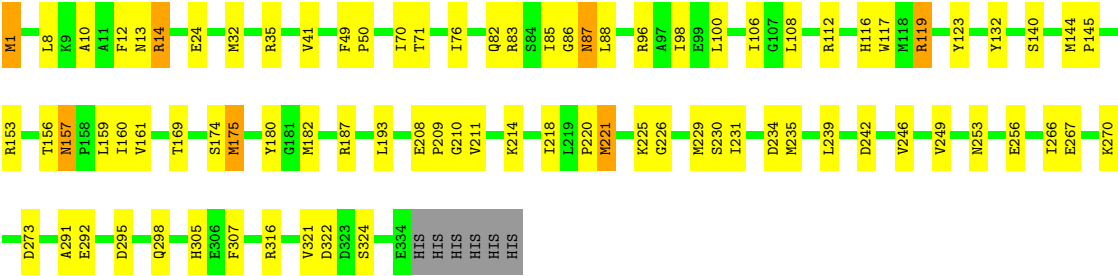 M1 L8 K9 A10 A11 F12 N13 R14 E24 M32 R35 V41 F49 P50 I70 T71 I76 Q82 R83 S84 I85 G86 N87 L88 R96 A97 I98 E99 L100 I106 G107 L108 R112 H116 W117 M118 R119 Y123 Y132 S140 M144 P145
R153 T156 N157 P158 L159 I160 V161 T169 S174 M175 Y180 G181 M182 R187 L193 E208 P209 G210 V211 K214 I218 L219 P220 M221 K225 G226 M229 S230 I231 D234 M235 L239 D242 V246 V249 N253 E256 I266 E267 K270
D273 A291 E292 D295 Q298 H305 E306 F307 R316 V321 D322 D323 S324 E334 HIS HIS HIS HIS HIS HIS